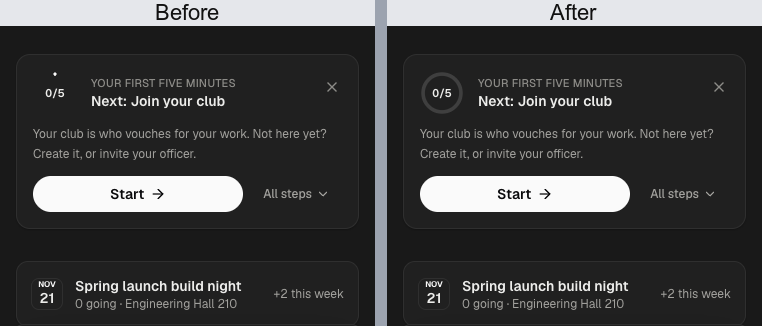 Before
0/5
YOUR FIRST FIVE MINUTES
Next: Join your club
Your club is who vouches for your work. Not here yet?
Create it, or invite your officer.
Start →
All steps
NOV
21
Spring launch build night
0 going · Engineering Hall 210
+2 this week
After
0/5
YOUR FIRST FIVE MINUTES
Next: Join your club
Your club is who vouches for your work. Not here yet?
Create it, or invite your officer.
Start →
All steps
NOV
21
Spring launch build night
0 going · Engineering Hall 210
+2 this week